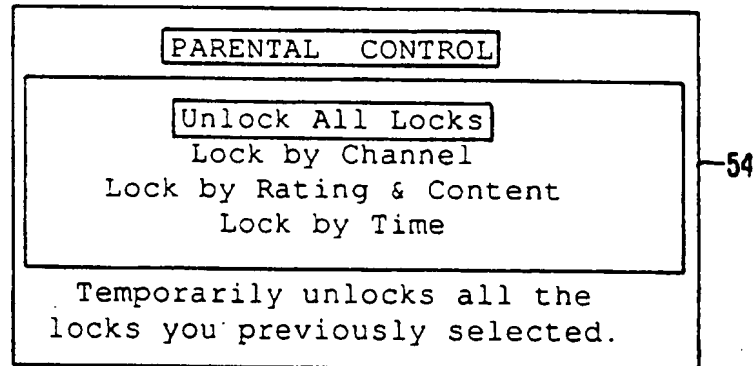 PARENTAL CONTROL
Unlock All Locks
Lock by Channel
54
Lock by Rating & Content
Lock by Time
Temporarily unlocks all the
locks you previously selected.